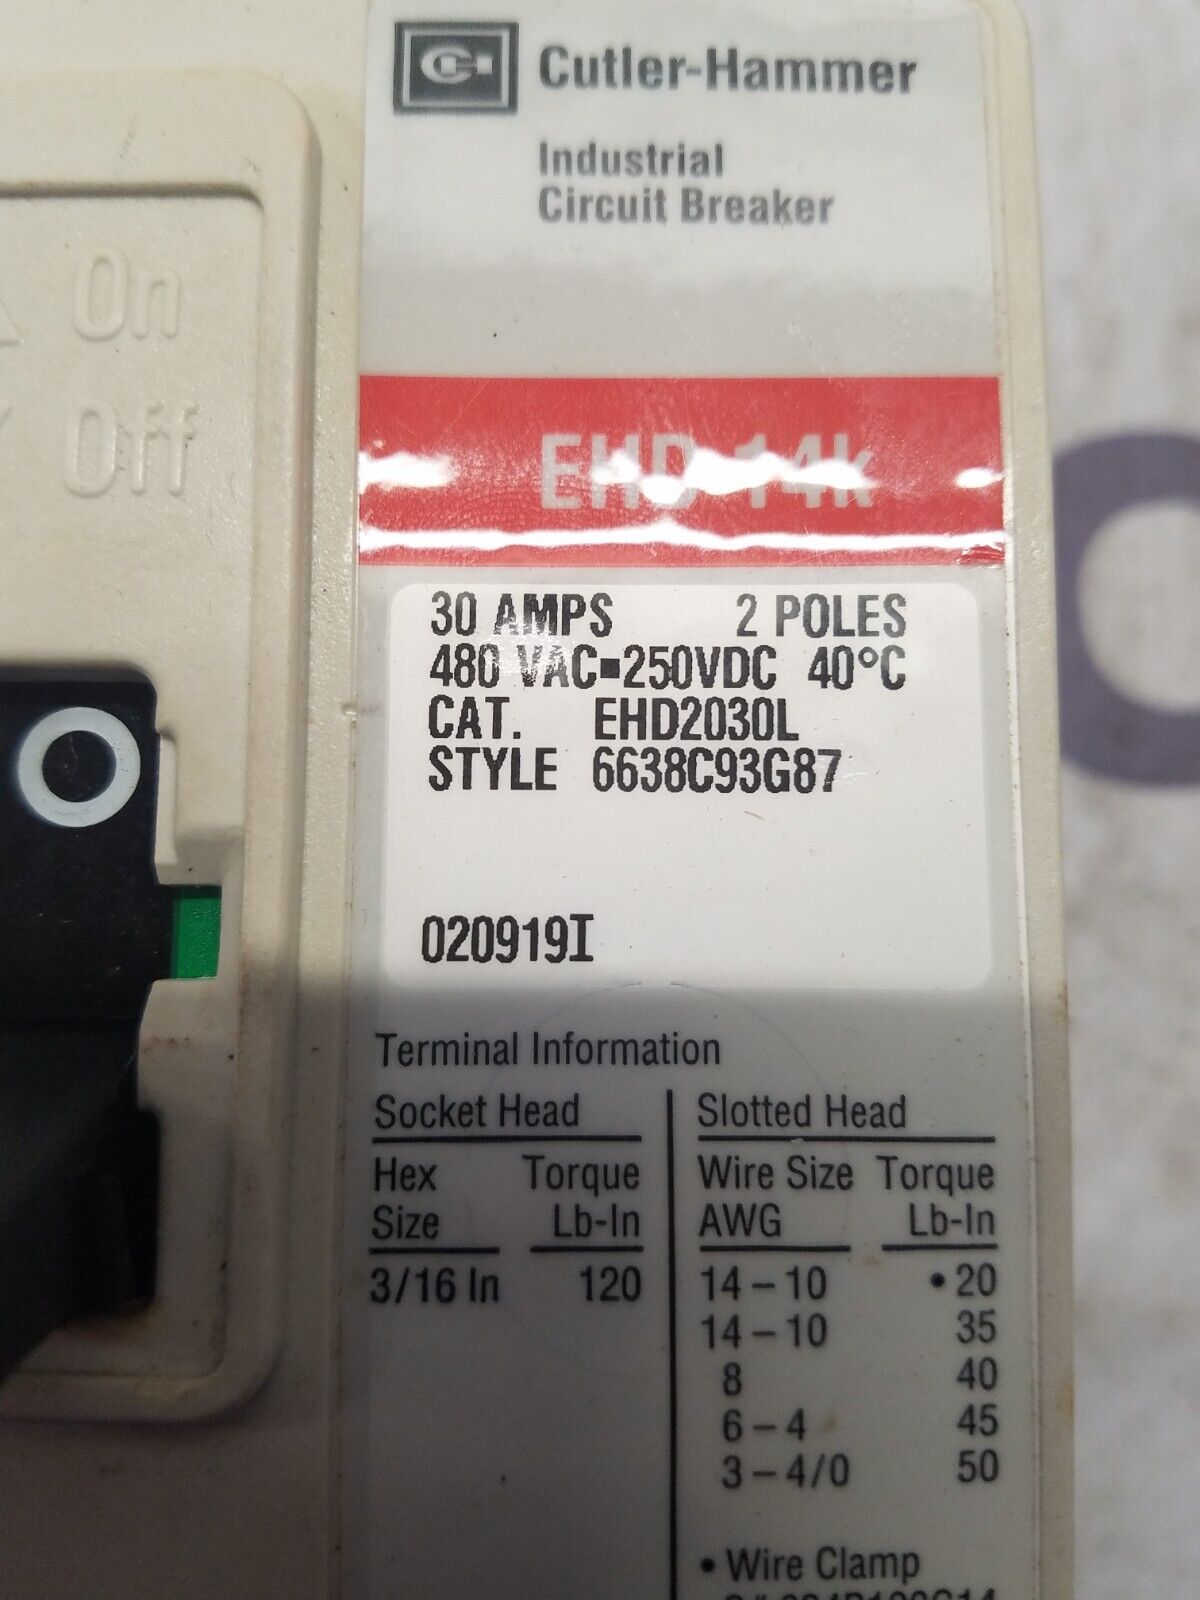 CH Cutler-Hammer
Industrial
Circuit Breaker
On
Off
EHD 14k
30 AMPS 2 POLES
480 VAC▪250VDC 40°C
CAT. EHD2030L
STYLE 6638C93G87
020919I
Terminal Information
Socket Head
Hex Torque
Size Lb-In
3/16 In 120
Slotted Head
Wire Size Torque
AWG Lb-In
14 – 10 • 20
14 – 10 35
8 40
6 – 4 45
3 – 4/0 50
• Wire Clamp